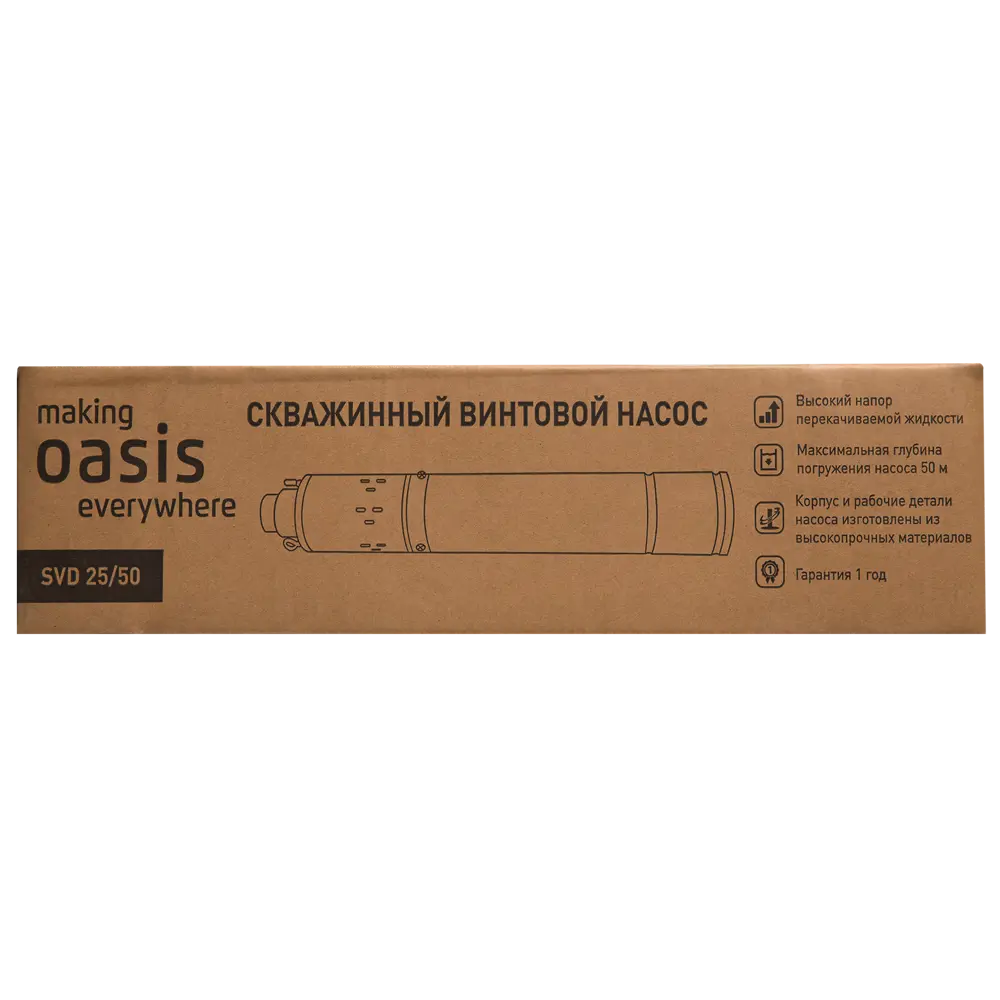 making
oasis
everywhere
SVD 25/50
СКВАЖИННЫЙ ВИНТОВОЙ НАСОС
Высокий напор
перекачиваемой жидкости
Максимальная глубина
погружения насоса 50 м
Корпус и рабочие детали
насоса изготовлены из
высокопрочных материалов
1
Гарантия 1 год